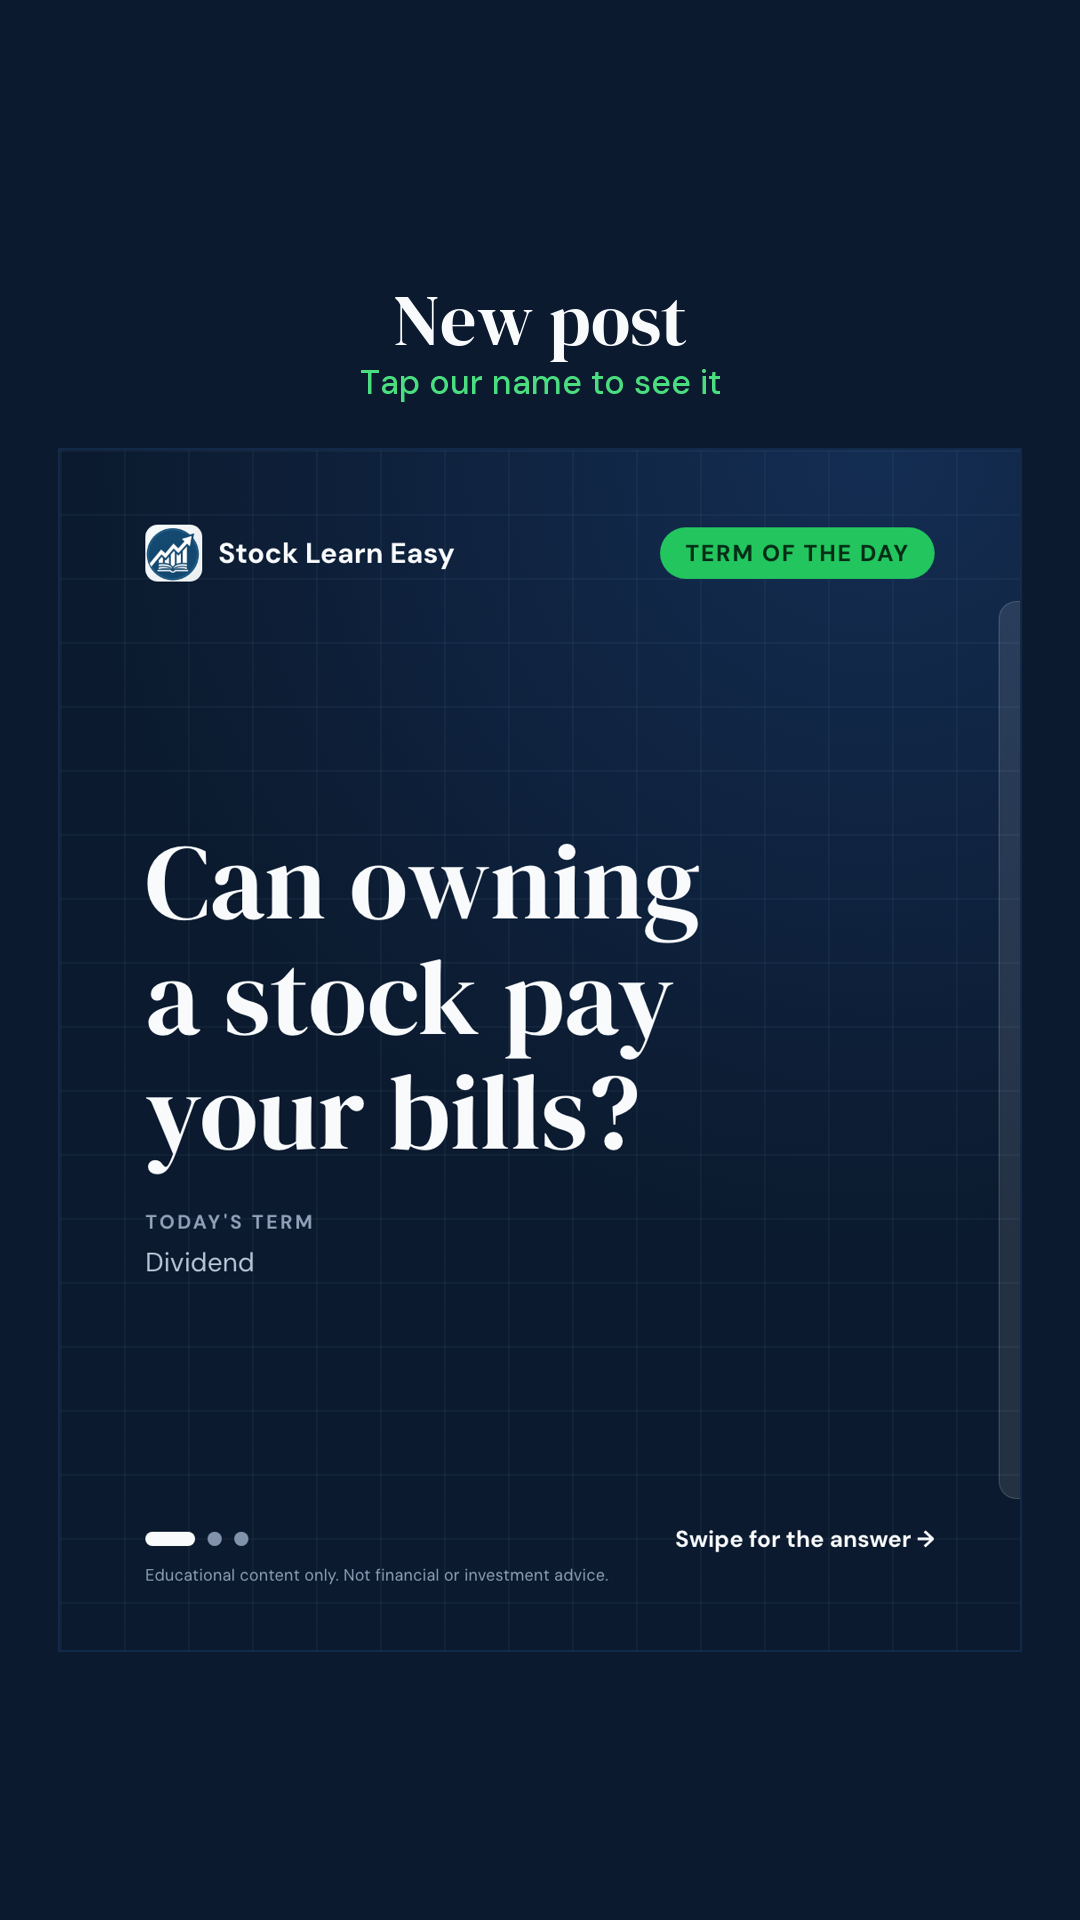 New post
Tap our name to see it
Stock Learn Easy
TERM OF THE DAY
Can owning
a stock pay
your bills?
TODAY'S TERM
Dividend
Swipe for the answer →
Educational content only. Not financial or investment advice.